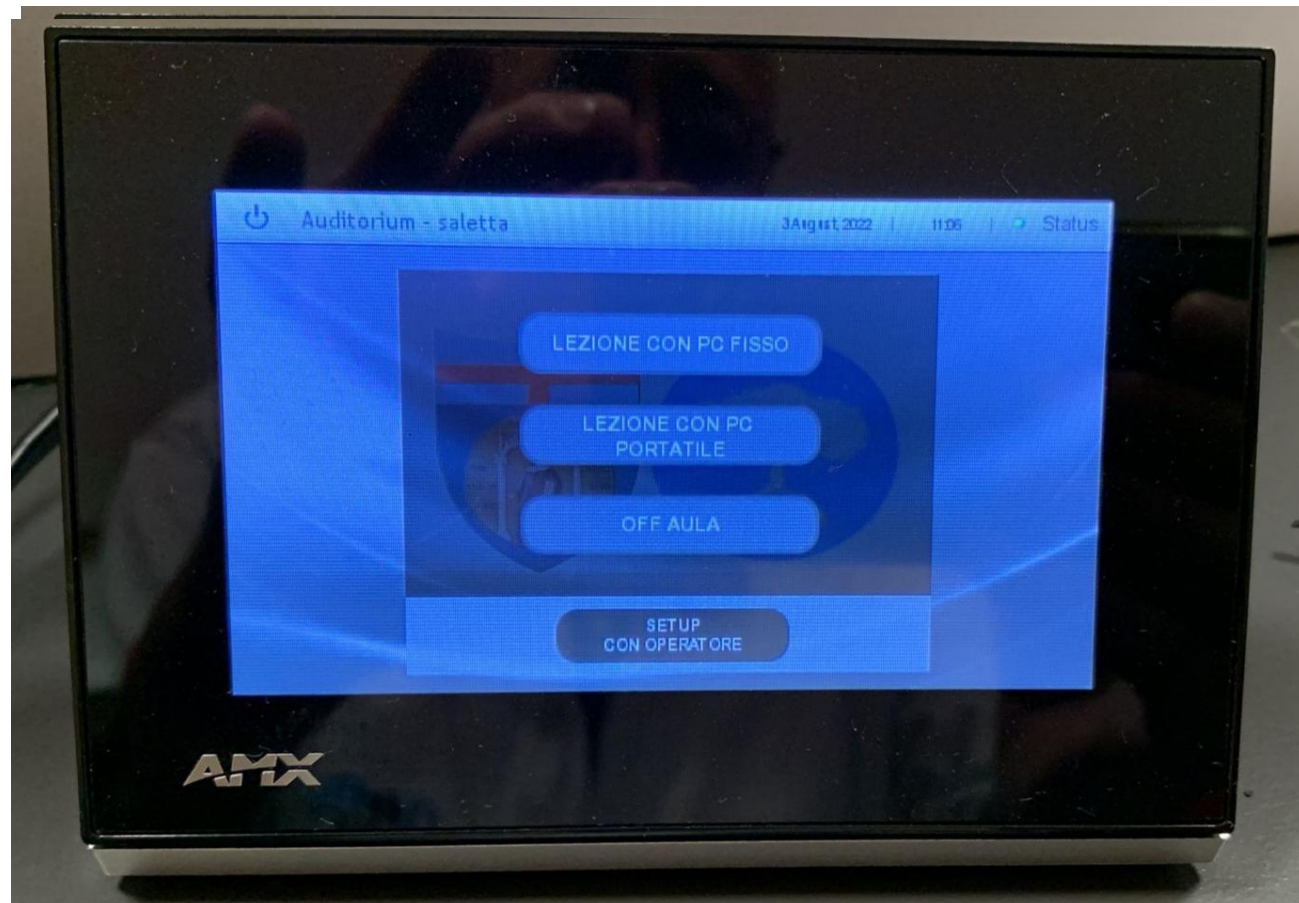 Auditorium - saletta 3 August, 2022 | 11:06 | Status
LEZIONE CON PC FISSO
LEZIONE CON PC
PORTATILE
OFF AULA
SETUP
CON OPERATORE
AMX